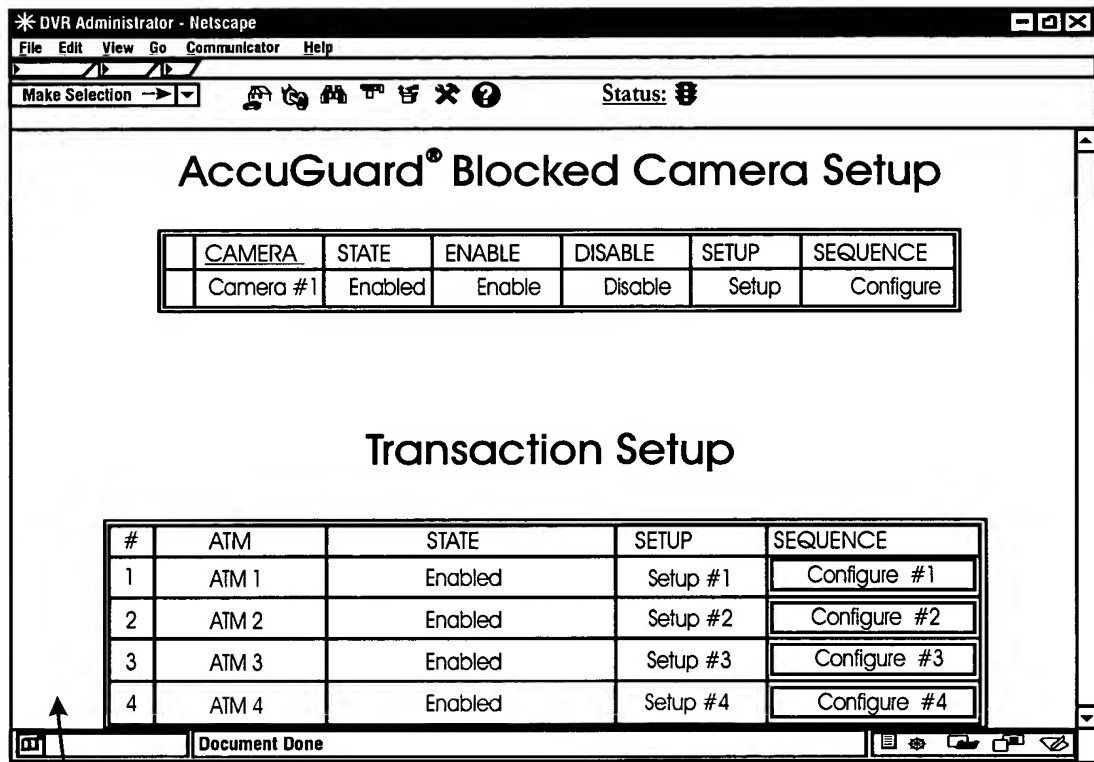 DVR Administrator - Netscape
File Edit View Go Communicator Help
Make Selection
Status:
AccuGuard® Blocked Camera Setup
CAMERA STATE ENABLE DISABLE SETUP SEQUENCE
Camera #1 Enabled Enable Disable Setup Configure
Transaction Setup
# ATM STATE SETUP SEQUENCE
1 ATM 1 Enabled Setup #1 Configure #1
2 ATM 2 Enabled Setup #2 Configure #2
3 ATM 3 Enabled Setup #3 Configure #3
4 ATM 4 Enabled Setup #4 Configure #4
Document Done